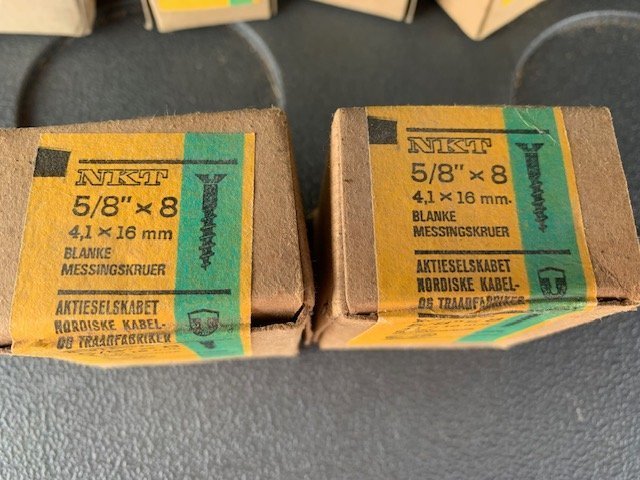 NKT
5/8" × 8
4,1 × 16 mm
BLANKE
MESSINGSKRUER
AKTIESELSKABET
NORDISKE KABEL-
OG TRAADFABRIKER
NKT
5/8" × 8
4,1 × 16 mm.
BLANKE
MESSINGSKRUER
AKTIESELSKABET
NORDISKE KABEL-
OG TRAADFABRIKER